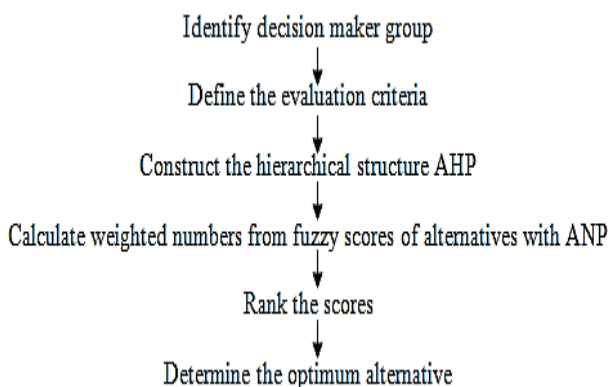 Identify decision maker group
Define the evaluation criteria
Construct the hierarchical structure AHP
Calculate weighted numbers from fuzzy scores of alternatives with ANP
Rank the scores
Determine the optimum alternative